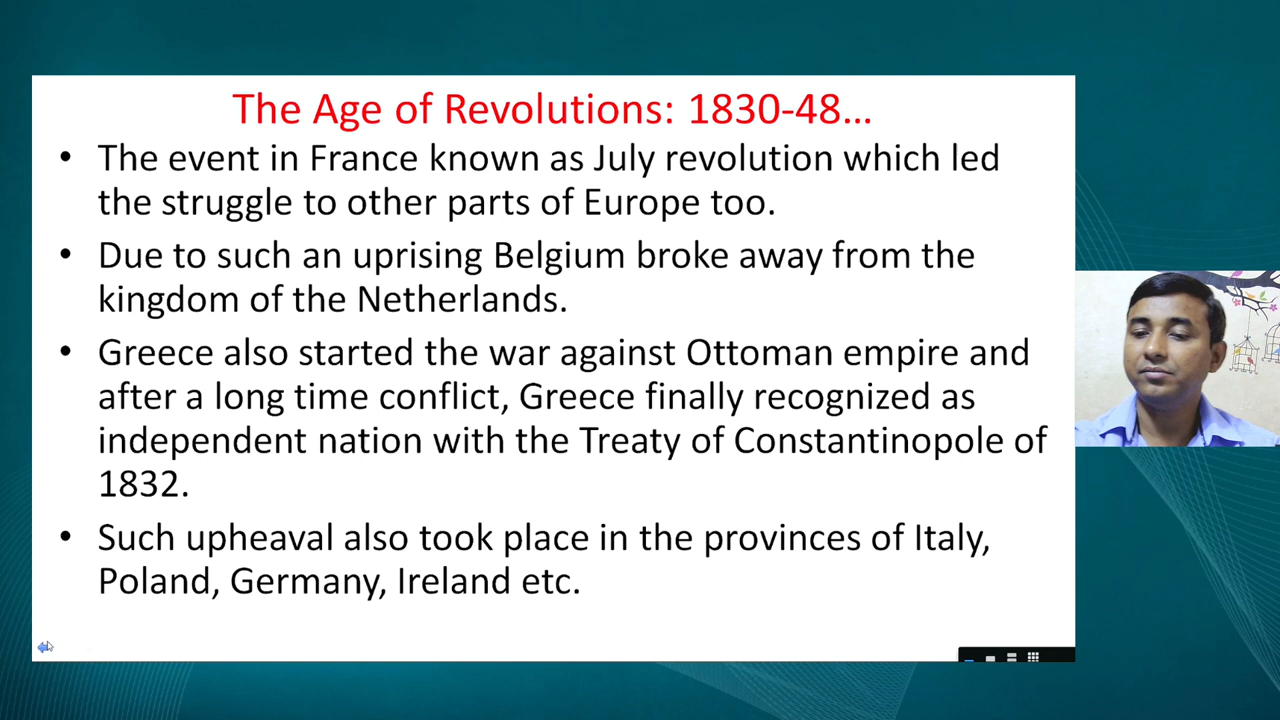 The Age of Revolutions: 1830-48...
• The event in France known as July revolution which led
the struggle to other parts of Europe too.
• Due to such an uprising Belgium broke away from the
kingdom of the Netherlands.
• Greece also started the war against Ottoman empire and
after a long time conflict, Greece finally recognized as
independent nation with the Treaty of Constantinopole of
1832.
• Such upheaval also took place in the provinces of Italy,
Poland, Germany, Ireland etc.